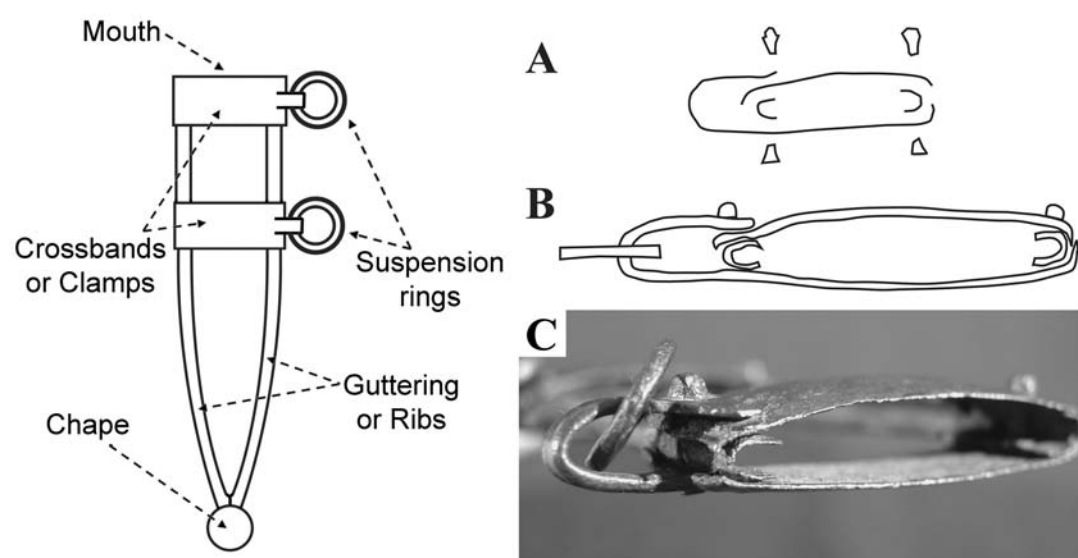 Mouth
Crossbands
or Clamps
Suspension
rings
Guttering
or Ribs
Chape
A
B
C